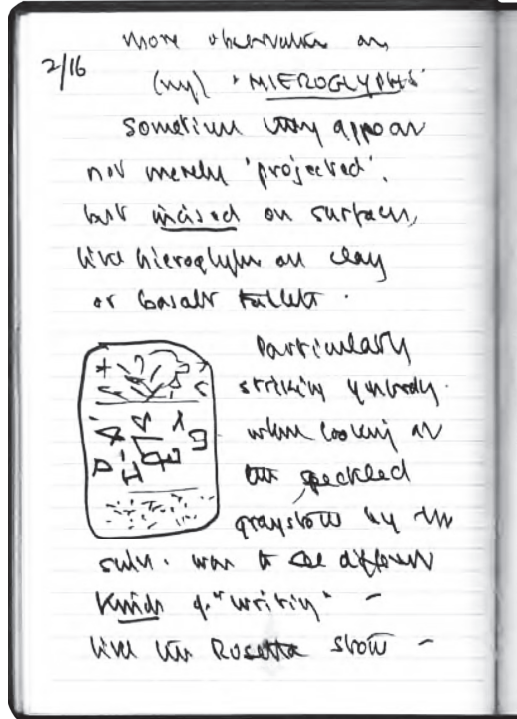 more observations on
2/16
(my) 'HIEROGLYPHS'
Sometimes they appear
not merely 'projected',
but incised on surfaces,
like hieroglyphs on clay
or basalt tablets.
Particularly
striking yesterday.
when looking at
the speckled
graystone by the
was to see different
Kinds of "writing" -
like the Rosetta stone -